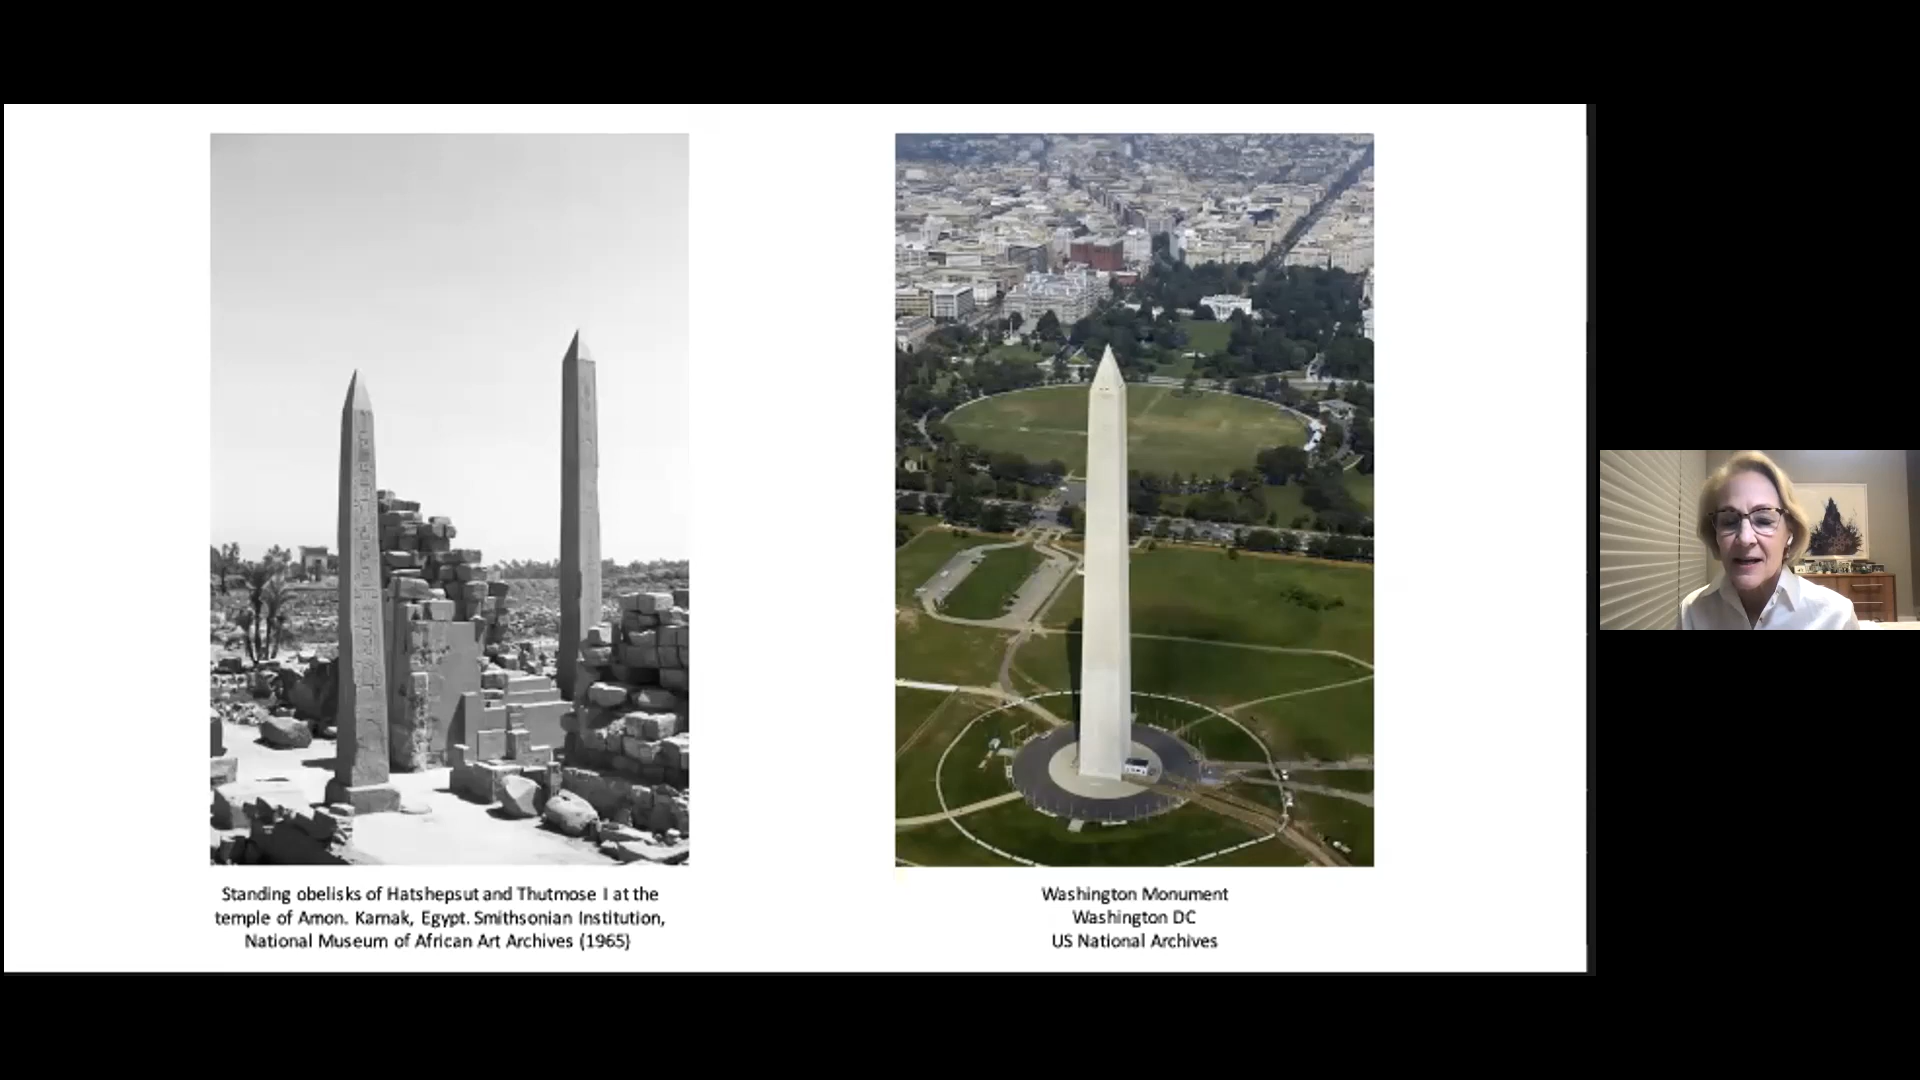 Standing obelisks of Hatshepsut and Thutmose I at the
temple of Amon. Karnak, Egypt. Smithsonian Institution,
National Museum of African Art Archives (1965)
Washington Monument
Washington DC
US National Archives